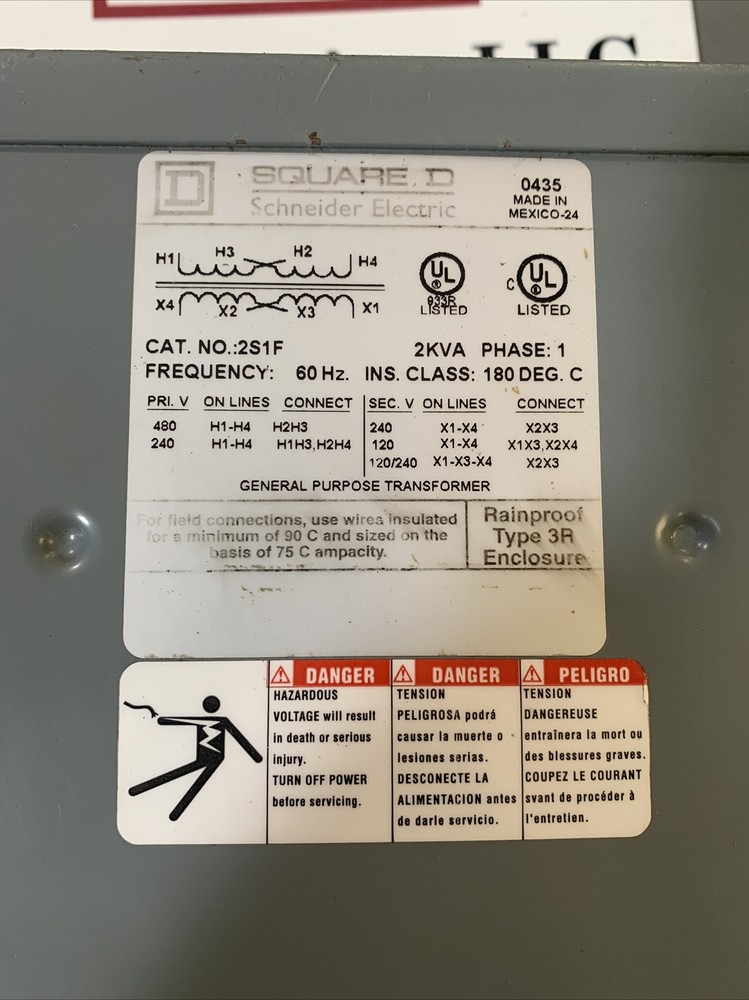 LLC
D
SQUARE D
Schneider Electric
0435
MADE IN
MEXICO-24
H1 H3 H2 H4
X4 X2 X3 X1
UL
®
933R
LISTED
C UL
®
LISTED
CAT. NO.:2S1F 2KVA PHASE: 1
FREQUENCY: 60 Hz. INS. CLASS: 180 DEG. C
PRI. V ON LINES CONNECT SEC. V ON LINES CONNECT
480 H1-H4 H2H3 240 X1-X4 X2X3
240 H1-H4 H1H3,H2H4 120 X1-X4 X1X3,X2X4
120/240 X1-X3-X4 X2X3
GENERAL PURPOSE TRANSFORMER
For field connections, use wires insulated
for a minimum of 90 C and sized on the
basis of 75 C ampacity.
Rainproof
Type 3R
Enclosure
DANGER
HAZARDOUS
VOLTAGE will result
in death or serious
injury.
TURN OFF POWER
before servicing.
DANGER
TENSION
PELIGROSA podrá
causar la muerte o
lesiones serias.
DESCONECTE LA
ALIMENTACION antes
de darle servicio.
PELIGRO
TENSION
DANGEREUSE
entraînera la mort ou
des blessures graves.
COUPEZ LE COURANT
svant de procéder à
l'entretien.